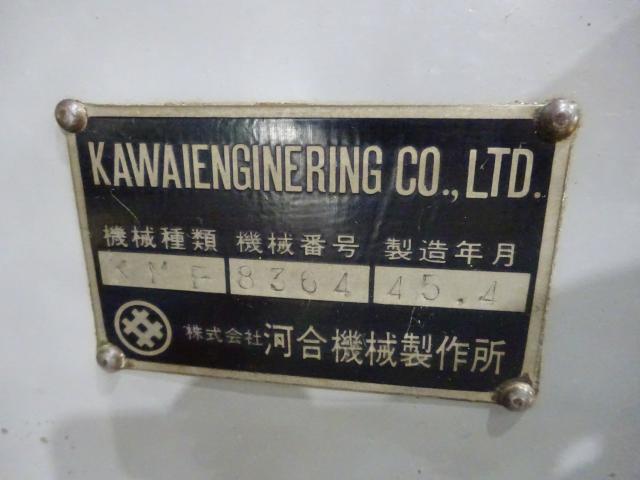 KAWAIENGINERING CO., LTD.
機械種類 機械番号 製造年月
KMF 8364 45.4
株式会社 河合機械製作所